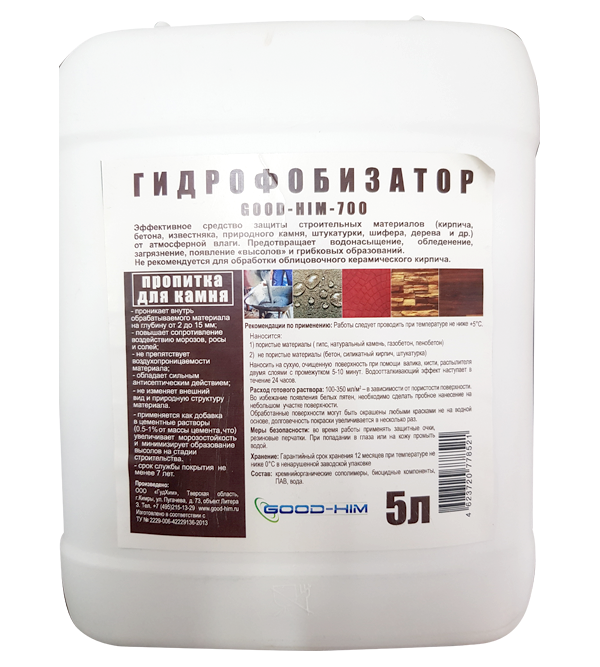 ГИДРОФОБИЗАТОР
GOOD-HIM-700
Эффективное средство защиты строительных материалов (кирпича,
бетона, известняка, природного камня, штукатурки, шифера, дерева и др.)
от атмосферной влаги. Предотвращает водонасыщение, обледенение,
загрязнение, появление «высолов» и грибковых образований.
Не рекомендуется для обработки облицовочного керамического кирпича.
пропитка
для камня
- проникает внутрь
обрабатываемого материала
на глубину от 2 до 15 мм;
- повышает сопротивление
воздействию морозов, росы
и солей;
- не препятствует
воздухопроницаемости
материала;
- обладает сильным
антисептическим действием;
- не изменяет внешний
вид и природную структуру
материала.
- применяется как добавка
в цементные растворы
(0.5-1% от массы цемента,что)
увеличивает морозостойкость
и минимизирует образование
высолов на стадии
строительства.
- срок службы покрытия не
менее 7 лет.
Произведено:
ООО «ГудХим», Тверская область,
г.Кимры, ул. Пугачева, д. 73, объект Литера
3. Тел. +7 (495)215-13-29 www.good-him.ru
Изготовлено в соответствии с
ТУ № 2229-006-42229136-2013
Рекомендации по применению: Работы следует проводить при температуре не ниже +5°С.
Наносится:
1) пористые материалы ( гипс, натуральный камень, газобетон, пенобетон)
2) не пористые материалы (бетон, силикатный кирпич, штукатурка)
Наносить на сухую, очищенную поверхность при помощи валика, кисти, распылителя
двумя слоями с промежутком 5-10 минут. Водоотталкивающий эффект наступает в
течение 24 часов.
Расход готового раствора: 100-350 мл/м² – в зависимости от пористости поверхности.
Во избежание появления белых пятен, необходимо сделать пробное нанесение на
небольшом участке поверхности.
Обработанные поверхности могут быть окрашены любыми красками не на водной
основе, долговечность покраски увеличивается в несколько раз.
Меры безопасности: во время работы применять защитные очки,
резиновые перчатки. При попадании в глаза или на кожу промыть
водой.
Хранение: Гарантийный срок хранения 12 месяцев при температуре не
ниже 0°С в ненарушенной заводской упаковке
Состав: кремнийорганические сополимеры, биоцидные компоненты,
ПАВ, вода.
GOOD-HIM
5л
4 623720 778521